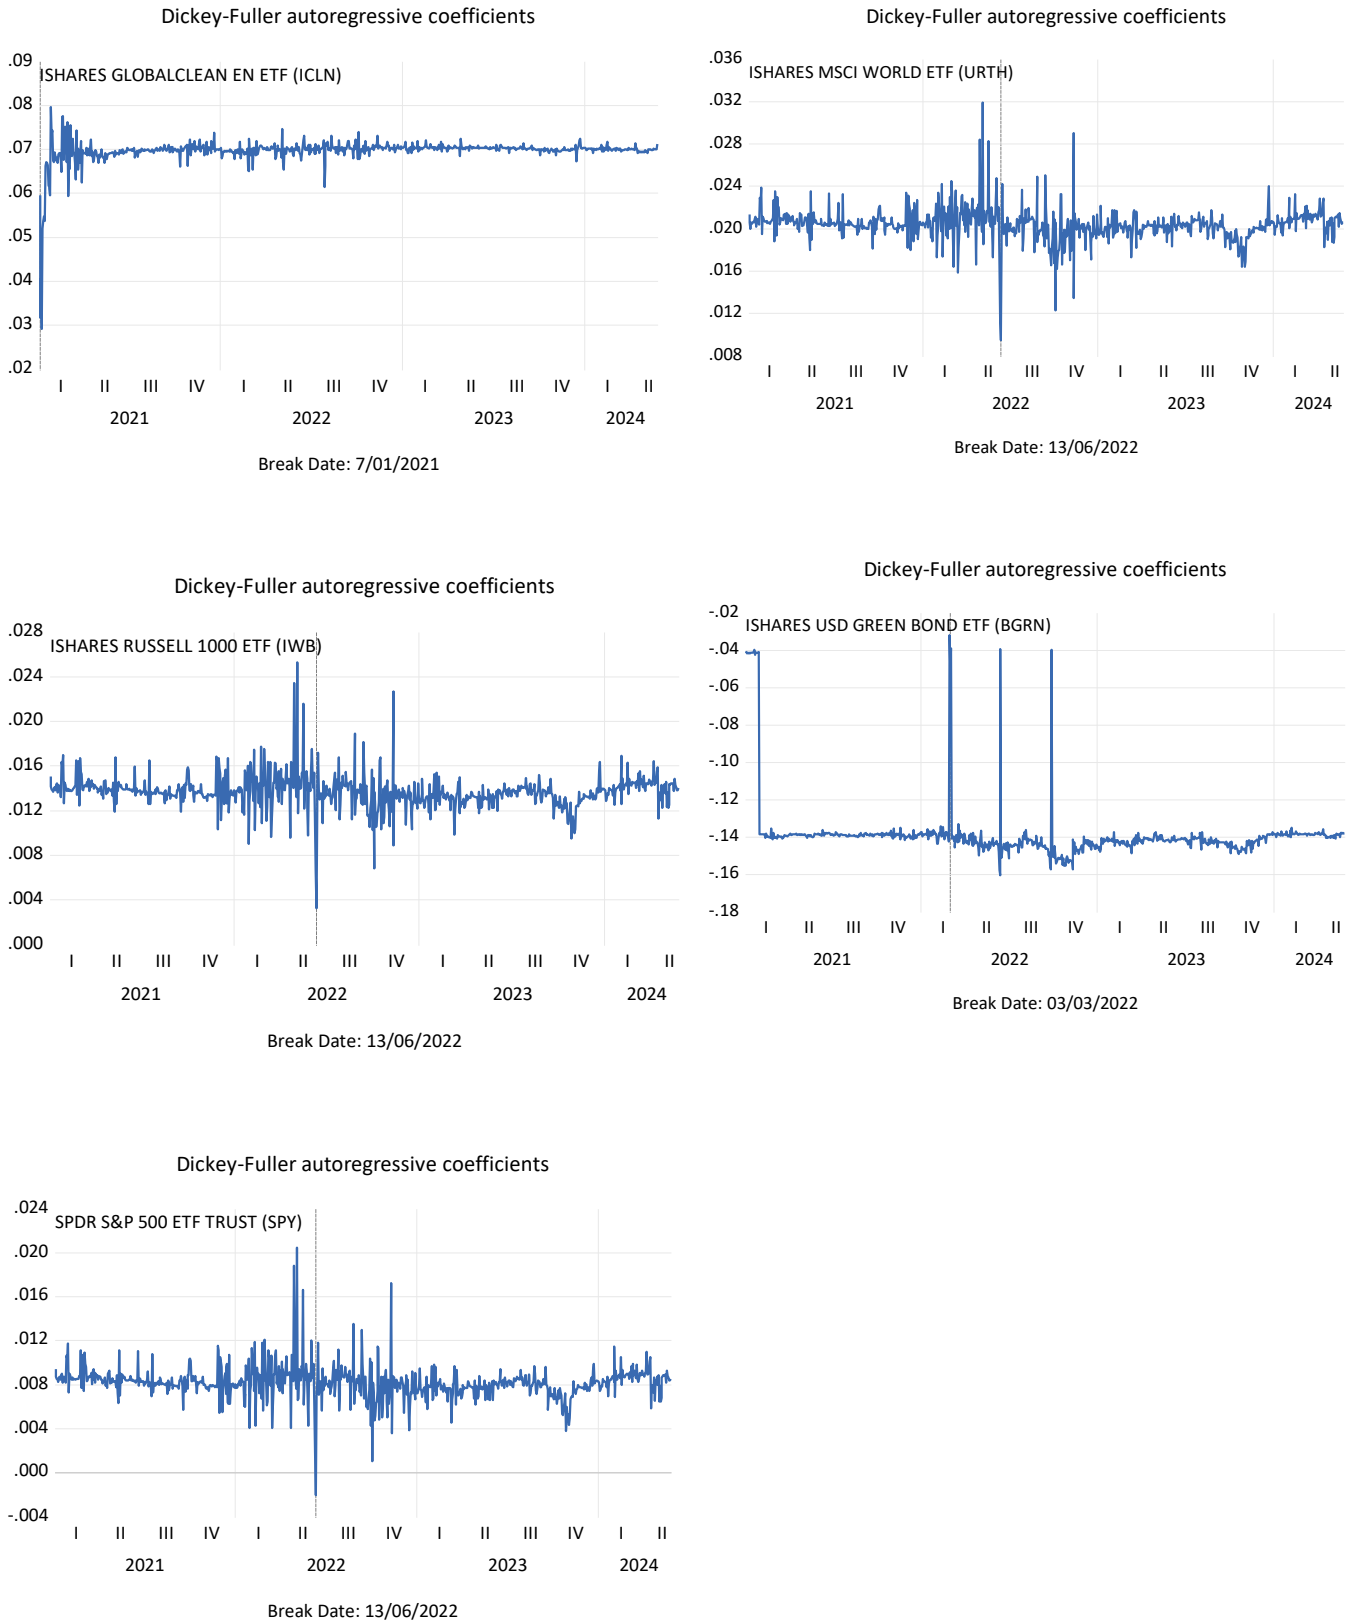 Dickey-Fuller autoregressive coefficients
.09
ISHARES GLOBALCLEAN EN ETF (ICLN)
.08
.07
.06
.05
.04
.03
.02
I II III IV I II III IV I II III IV I II
2021 2022 2023 2024
Break Date: 7/01/2021
Dickey-Fuller autoregressive coefficients
.036
ISHARES MSCI WORLD ETF (URTH)
.032
.028
.024
.020
.016
.012
.008
I II III IV I II III IV I II III IV I II
2021 2022 2023 2024
Break Date: 13/06/2022
Dickey-Fuller autoregressive coefficients
.028
ISHARES RUSSELL 1000 ETF (IWB)
.024
.020
.016
.012
.008
.004
.000
I II III IV I II III IV I II III IV I II
2021 2022 2023 2024
Break Date: 13/06/2022
Dickey-Fuller autoregressive coefficients
-.02
ISHARES USD GREEN BOND ETF (BGRN)
-.04
-.06
-.08
-.10
-.12
-.14
-.16
-.18
I II III IV I II III IV I II III IV I II
2021 2022 2023 2024
Break Date: 03/03/2022
Dickey-Fuller autoregressive coefficients
.024
SPDR S&P 500 ETF TRUST (SPY)
.020
.016
.012
.008
.004
.000
-.004
I II III IV I II III IV I II III IV I II
2021 2022 2023 2024
Break Date: 13/06/2022